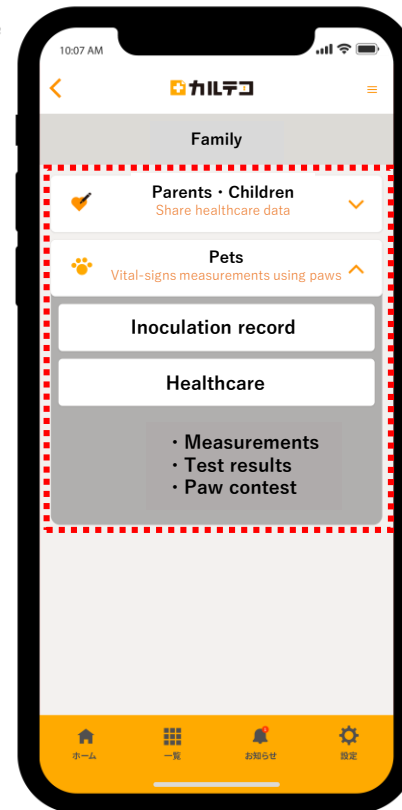 10:07 AM
カルテコ
Family
Parents・Children
Share healthcare data
Pets
Vital-signs measurements using paws
Inoculation record
Healthcare
・Measurements
・Test results
・Paw contest
ホーム
一覧
お知らせ
設定